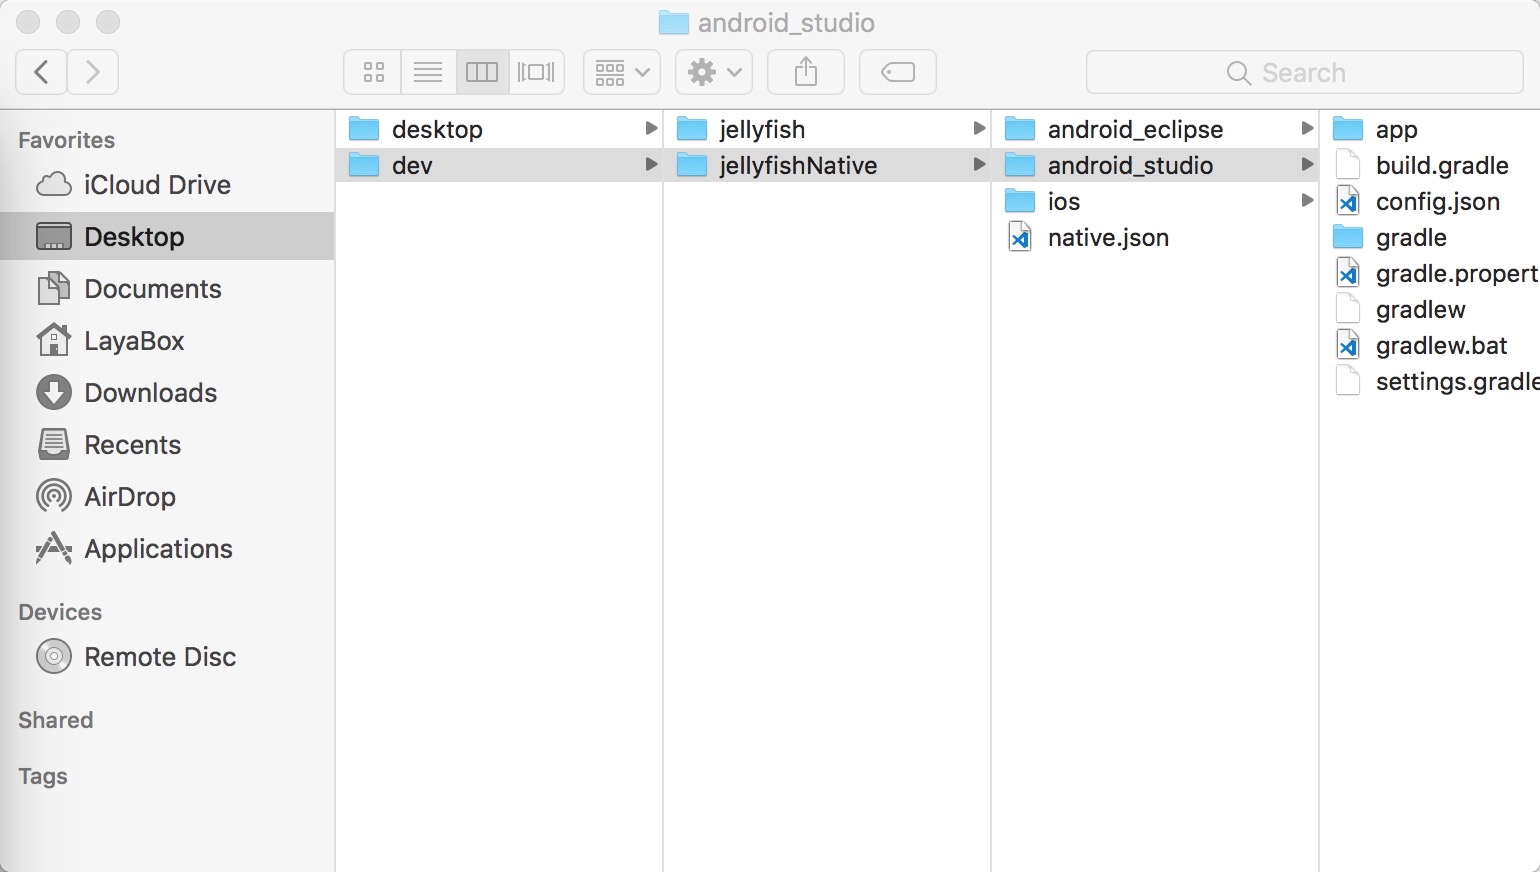 android_studio
Search
Favorites
iCloud Drive
Desktop
Documents
LayaBox
Downloads
Recents
AirDrop
Applications
Devices
Remote Disc
Shared
Tags
desktop
dev
jellyfish
jellyfishNative
android_eclipse
android_studio
ios
native.json
app
build.gradle
config.json
gradle
gradle.propert
gradlew
gradlew.bat
settings.gradle